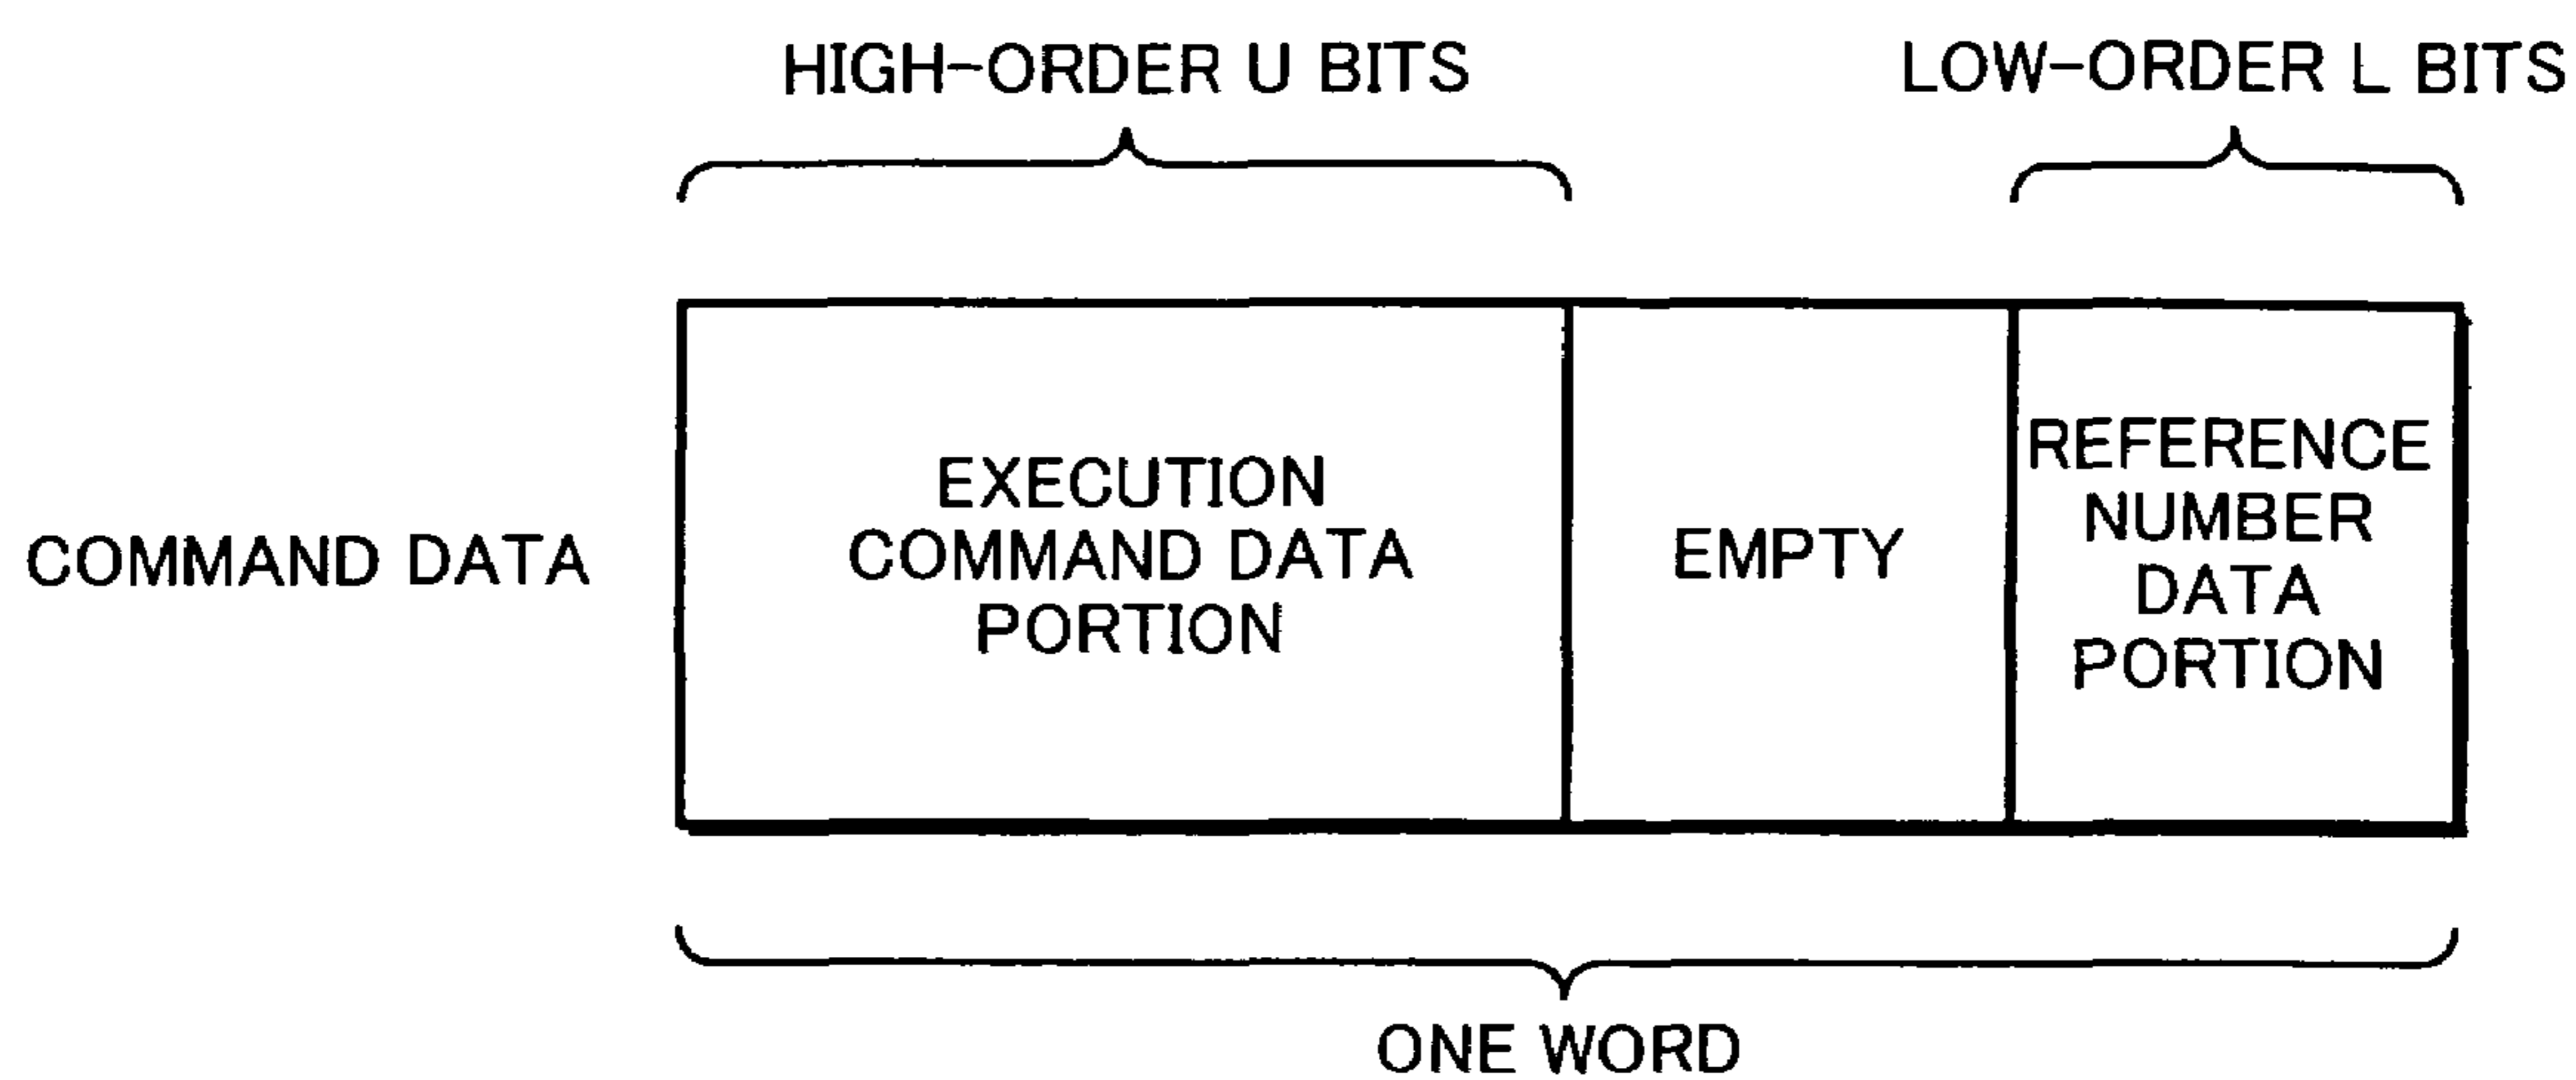 HIGH-ORDER U BITS
LOW-ORDER L BITS
COMMAND DATA
EXECUTION
COMMAND DATA
PORTION
EMPTY
REFERENCE
NUMBER
DATA
PORTION
ONE WORD